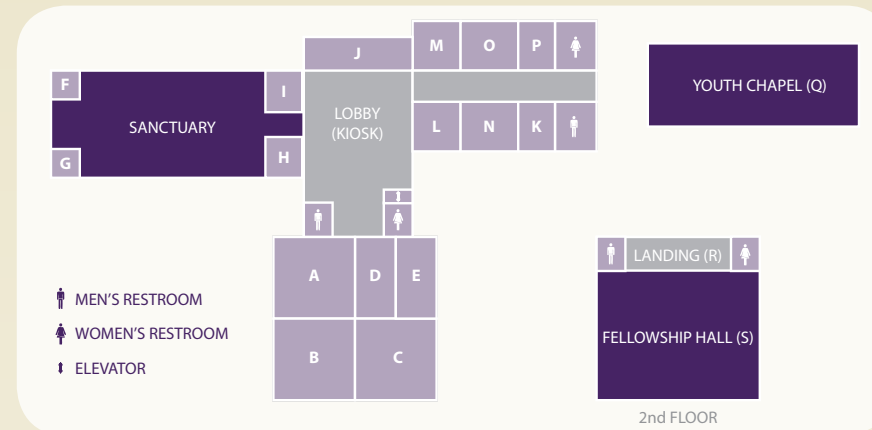 M O P
J
F
I
YOUTH CHAPEL (Q)
SANCTUARY
LOBBY
(KIOSK)
L N K
G
H
LANDING (R)
A D E
MEN'S RESTROOM
WOMEN'S RESTROOM
ELEVATOR
B C
FELLOWSHIP HALL (S)
2nd FLOOR